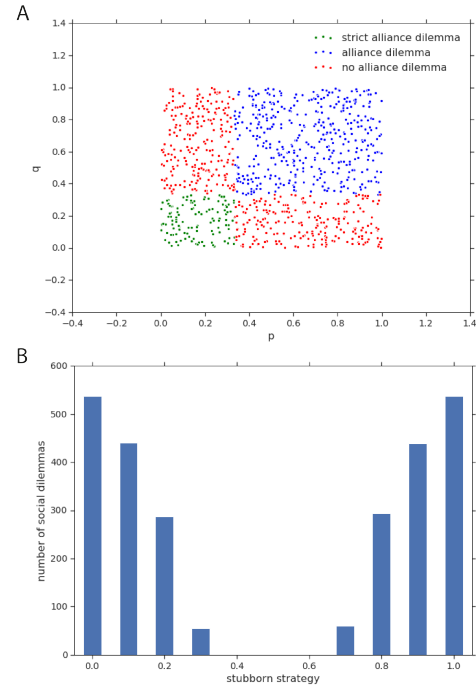 A
1.4
1.2
1.0
0.8
0.6
0.4
0.2
0.0
−0.2
−0.4
q
strict alliance dilemma
alliance dilemma
no alliance dilemma
−0.4 −0.2 0.0 0.2 0.4 0.6 0.8 1.0 1.2 1.4
p
B
600
500
400
300
200
100
0
number of social dilemmas
0.0 0.2 0.4 0.6 0.8 1.0
stubborn strategy